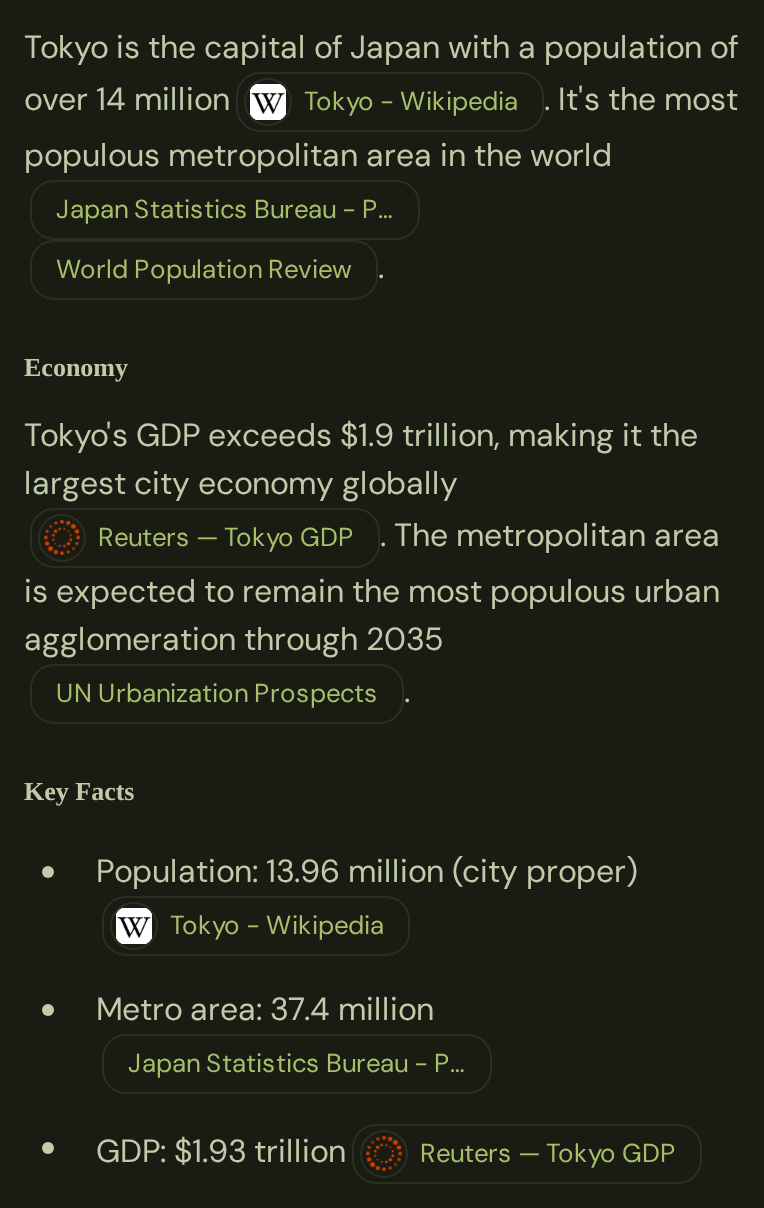 Tokyo is the capital of Japan with a population of
over 14 million W Tokyo - Wikipedia . It's the most
populous metropolitan area in the world
Japan Statistics Bureau - P...
World Population Review .
Economy
Tokyo's GDP exceeds $1.9 trillion, making it the
largest city economy globally
Reuters — Tokyo GDP . The metropolitan area
is expected to remain the most populous urban
agglomeration through 2035
UN Urbanization Prospects .
Key Facts
• Population: 13.96 million (city proper)
W Tokyo - Wikipedia
• Metro area: 37.4 million
Japan Statistics Bureau - P...
• GDP: $1.93 trillion Reuters — Tokyo GDP